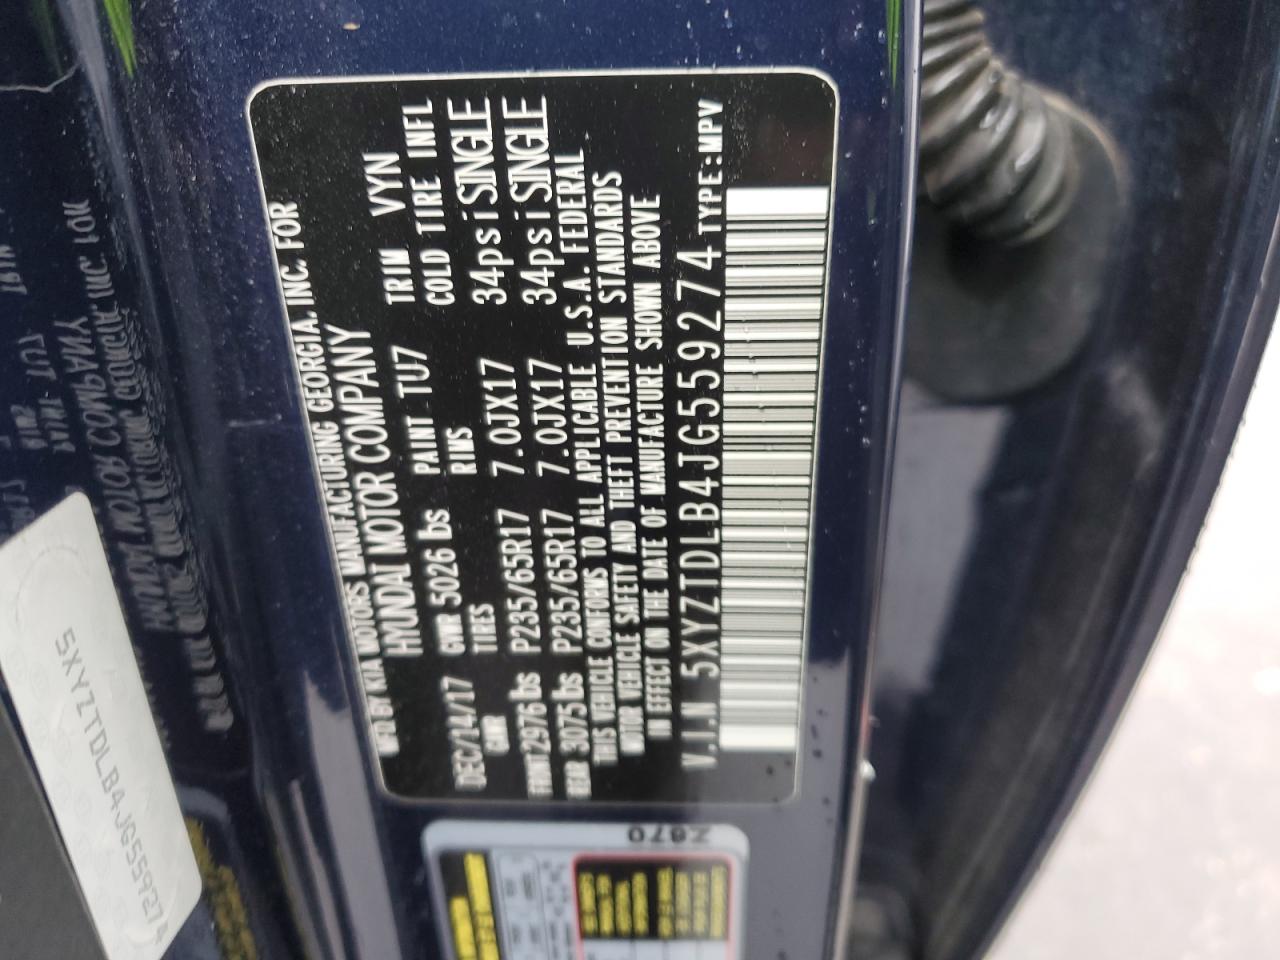 MFD BY KIA MOTORS MANUFACTURING GEORGIA, INC. FOR
HYUNDAI MOTOR COMPANY
DEC/14/17 GVWR 5026 lbs PAINT TU7 TRIM VYN
GAWR TIRES RIMS COLD TIRE INFL
FRONT 2976 lbs P235/65R17 7.0JX17 34psi SINGLE
REAR 3075 lbs P235/65R17 7.0JX17 34psi SINGLE
THIS VEHICLE CONFORMS TO ALL APPLICABLE U.S.A. FEDERAL
MOTOR VEHICLE SAFETY AND THEFT PREVENTION STANDARDS
IN EFFECT ON THE DATE OF MANUFACTURE SHOWN ABOVE
V.I.N 5XYZTDLB4JG559274 TYPE:MPV
Z670
5XYZTDLB4JG559274